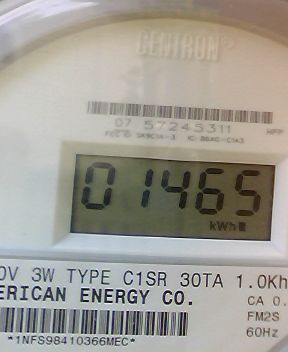 CENTRON®
07 57245311
HPP
01465
kWh
0V 3W TYPE C1SR 30TA 1.0Kh
ERICAN ENERGY CO.
CA 0.
FM2S
*1NFS98410366MEC*
60Hz